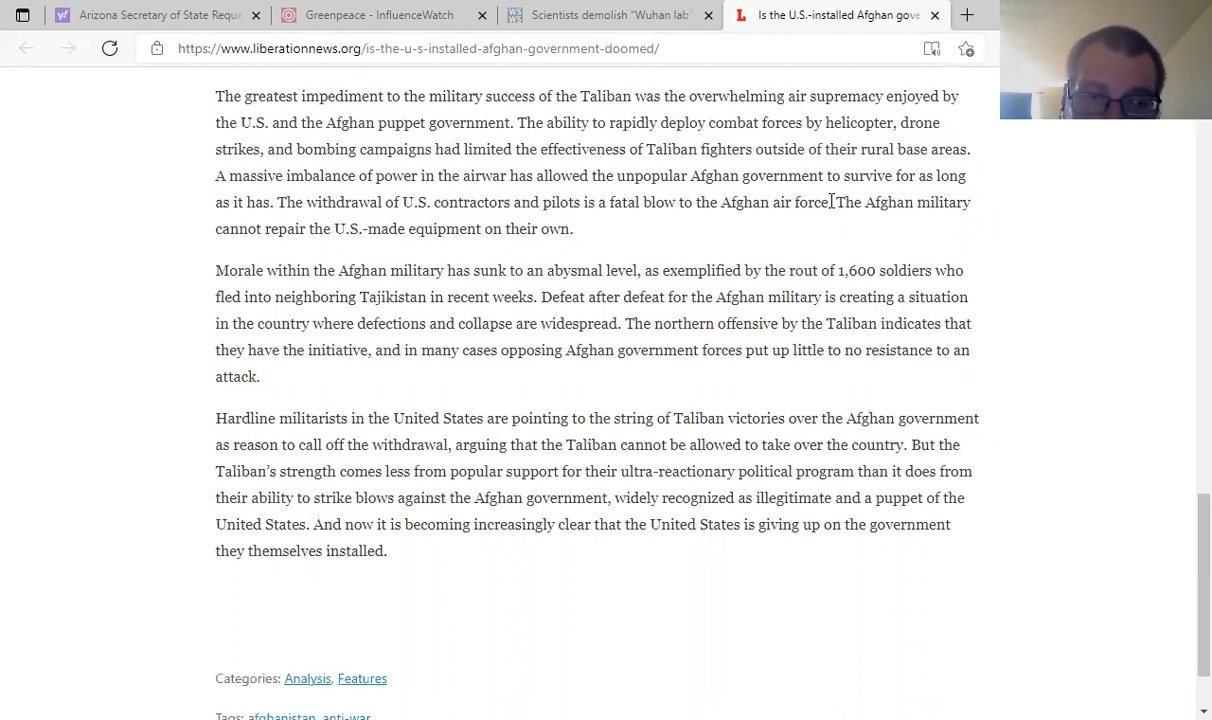 Arizona Secretary of State Reque
Greenpeace - InfluenceWatch
Scientists demolish “Wuhan lab”
Is the U.S.-installed Afghan gove
https://www.liberationnews.org/is-the-u-s-installed-afghan-government-doomed/
The greatest impediment to the military success of the Taliban was the overwhelming air supremacy enjoyed by
the U.S. and the Afghan puppet government. The ability to rapidly deploy combat forces by helicopter, drone
strikes, and bombing campaigns had limited the effectiveness of Taliban fighters outside of their rural base areas.
A massive imbalance of power in the airwar has allowed the unpopular Afghan government to survive for as long
as it has. The withdrawal of U.S. contractors and pilots is a fatal blow to the Afghan air force. The Afghan military
cannot repair the U.S.-made equipment on their own.
Morale within the Afghan military has sunk to an abysmal level, as exemplified by the rout of 1,600 soldiers who
fled into neighboring Tajikistan in recent weeks. Defeat after defeat for the Afghan military is creating a situation
in the country where defections and collapse are widespread. The northern offensive by the Taliban indicates that
they have the initiative, and in many cases opposing Afghan government forces put up little to no resistance to an
attack.
Hardline militarists in the United States are pointing to the string of Taliban victories over the Afghan government
as reason to call off the withdrawal, arguing that the Taliban cannot be allowed to take over the country. But the
Taliban’s strength comes less from popular support for their ultra-reactionary political program than it does from
their ability to strike blows against the Afghan government, widely recognized as illegitimate and a puppet of the
United States. And now it is becoming increasingly clear that the United States is giving up on the government
they themselves installed.
Categories: Analysis, Features
Tags: afghanistan, anti-war